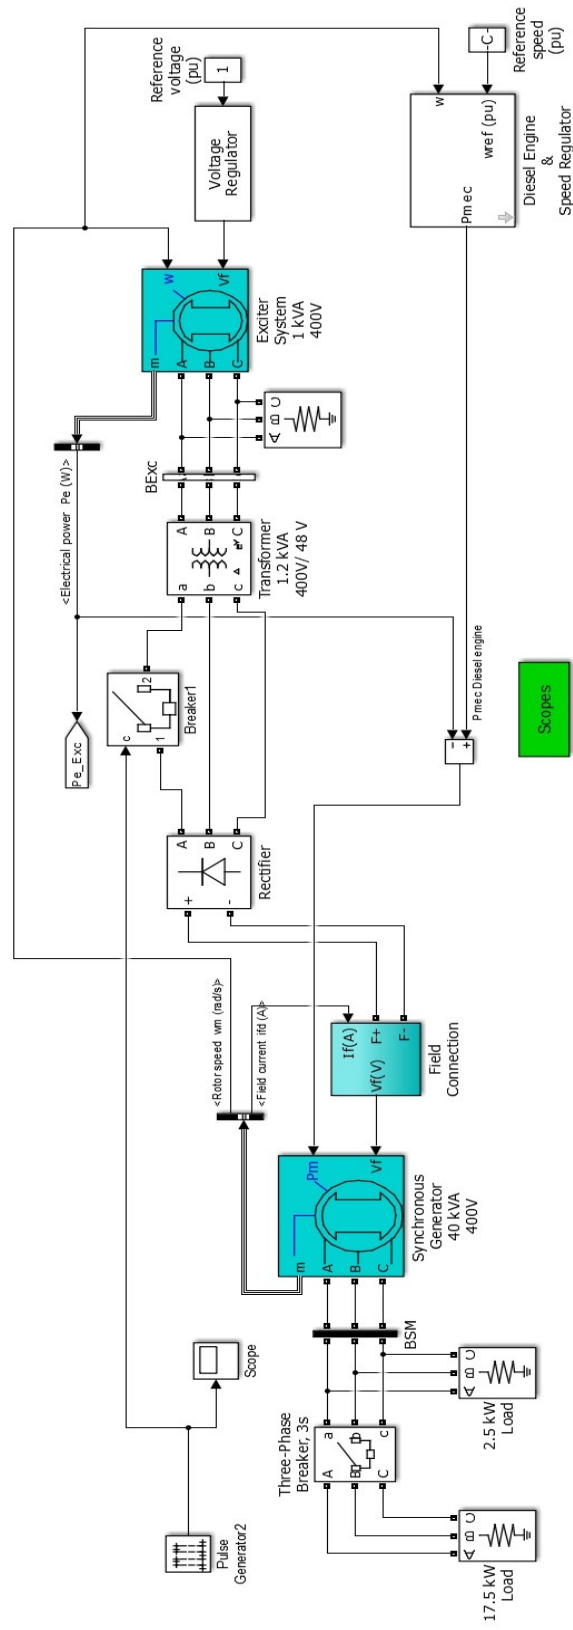 Reference
voltage
(pu)
1
Voltage
Regulator
-C-
Reference
speed
(pu)
w
wref (pu)
Pmec
Diesel Engine
&
Speed Regulator
w
Vf
m
A
B
C
Exciter
System
1 kVA
400V
A
B
C
BExc
<Electrical power Pe (W)>
A
B
C
a
b
c
Transformer
1.2 kVA
400V/ 48 V
Pe_Exc
c
1
2
Breaker1
A
B
C
+
-
Rectifier
Pmec Diesel engine
-
+
Scopes
<Rotor speed wm (rad/s)>
<Field current ifd (A)>
If(A)
F+
F-
Vf(V)
Field
Connection
Pm
Vf
m
A
B
C
Synchronous
Generator
40 kVA
400V
BSM
Scope
Pulse
Generator2
Three-Phase
Breaker, 3s
A
B
C
a
b
c
A
B
C
2.5 kW
Load
A
B
C
17.5 kW
Load